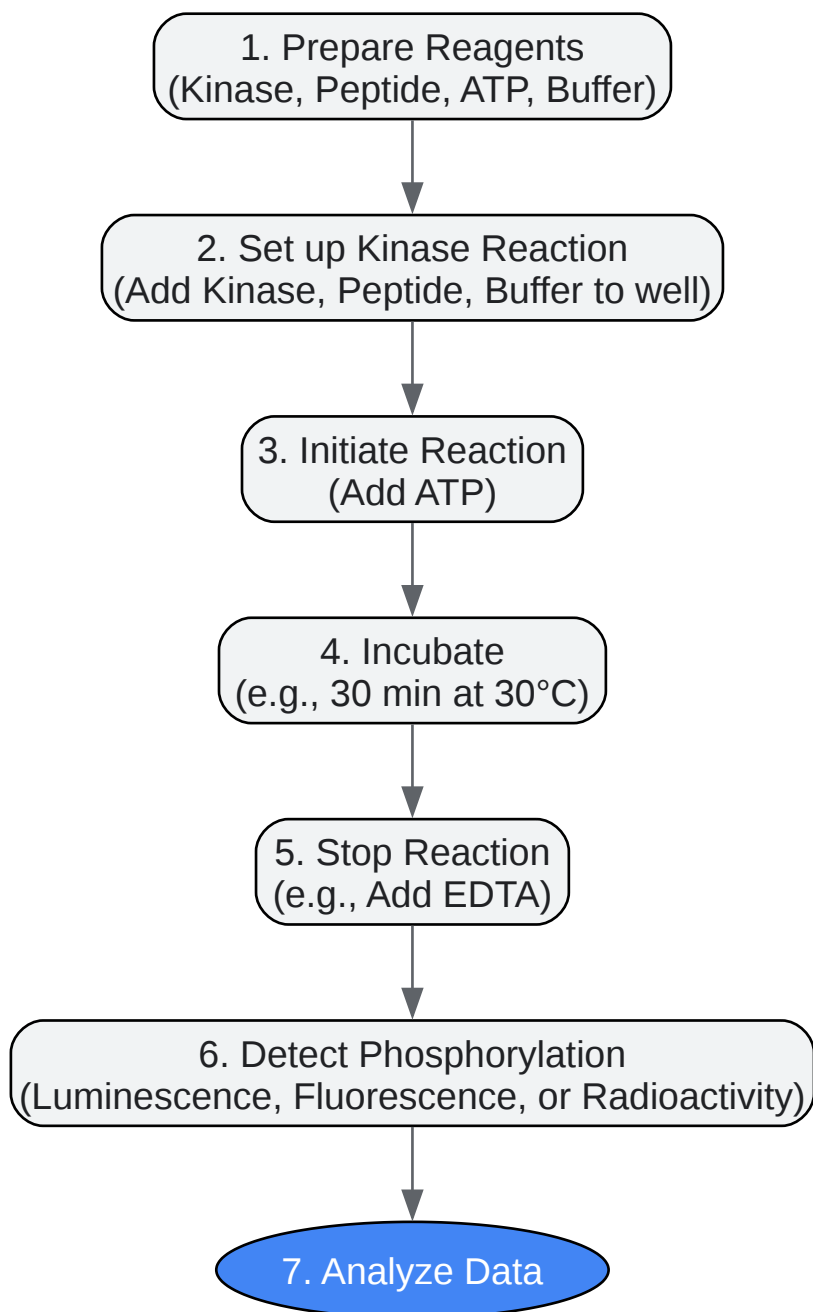 1. Prepare Reagents
(Kinase, Peptide, ATP, Buffer)
2. Set up Kinase Reaction
(Add Kinase, Peptide, Buffer to well)
3. Initiate Reaction
(Add ATP)
4. Incubate
(e.g., 30 min at 30°C)
5. Stop Reaction
(e.g., Add EDTA)
6. Detect Phosphorylation
(Luminescence, Fluorescence, or Radioactivity)
7. Analyze Data